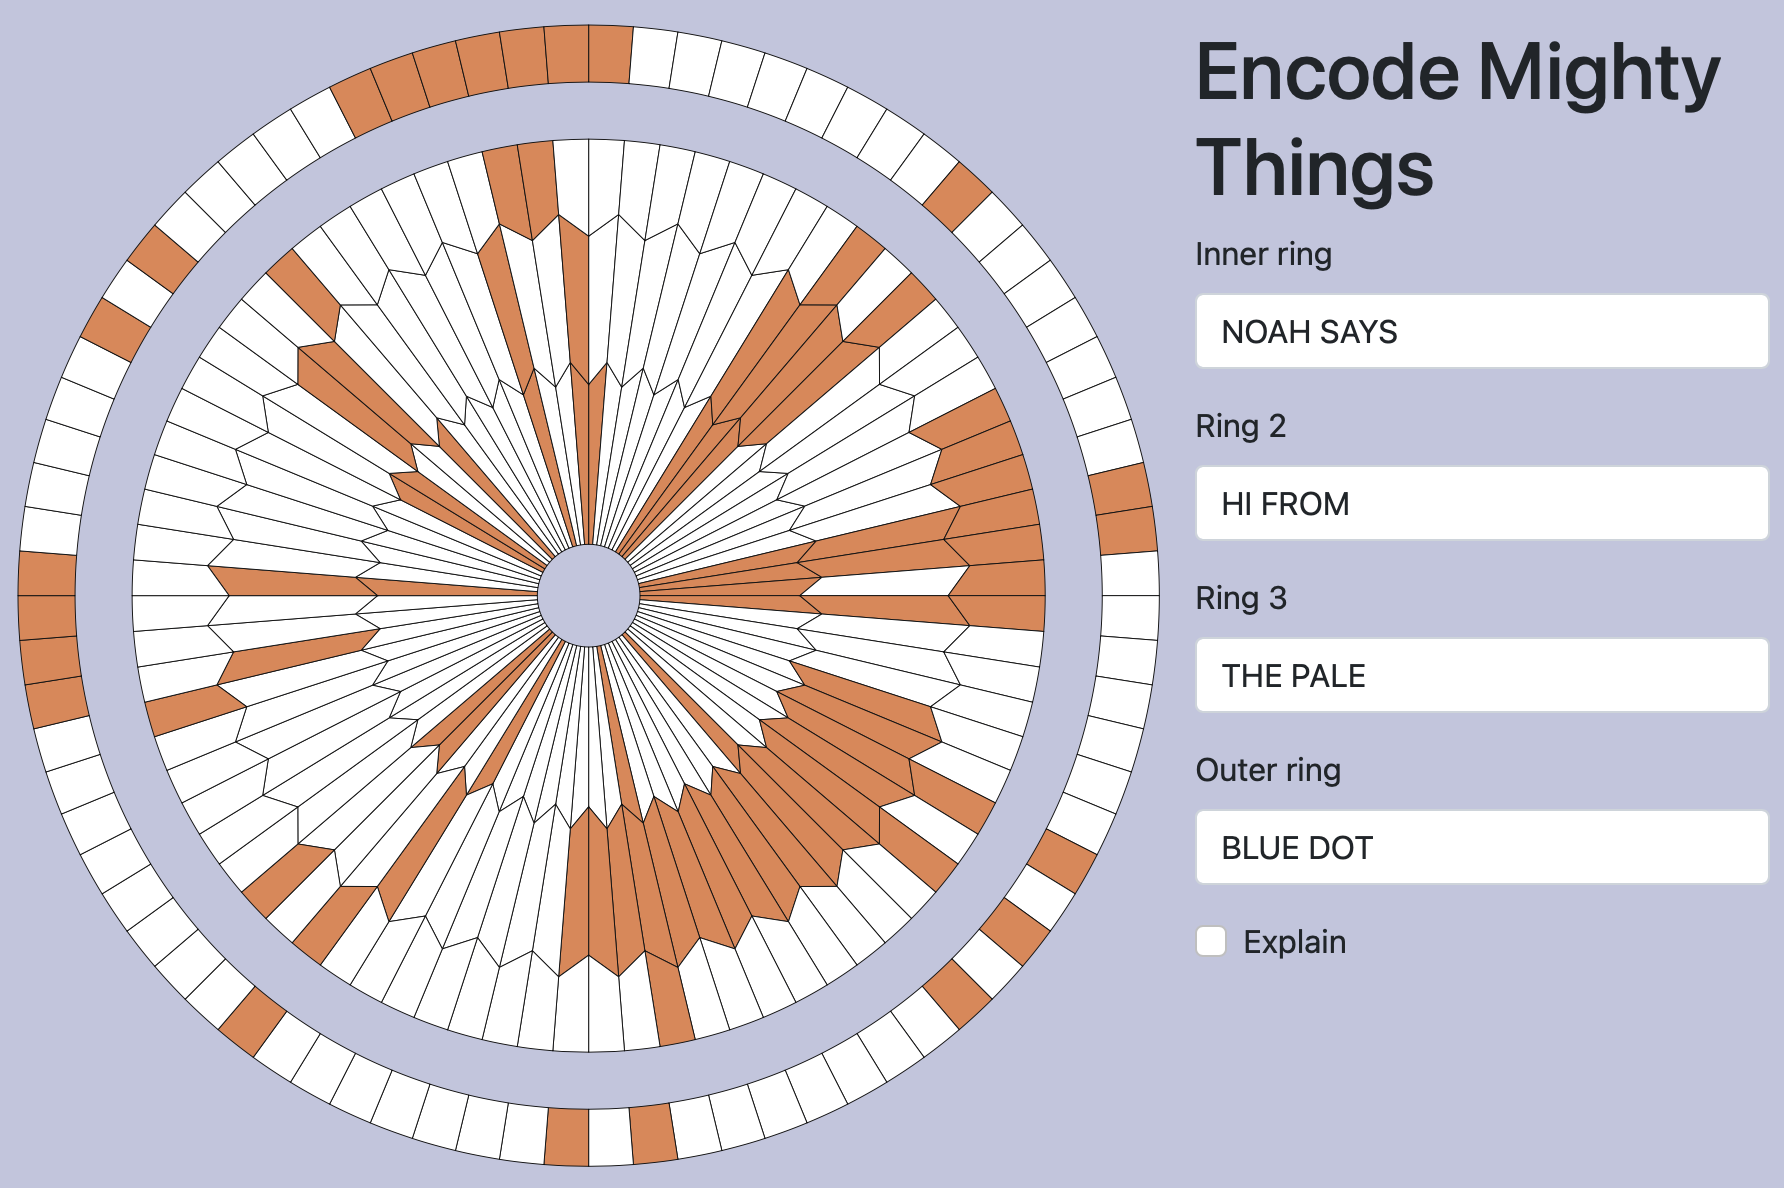 Encode Mighty
Things
Inner ring
NOAH SAYS
Ring 2
HI FROM
Ring 3
THE PALE
Outer ring
BLUE DOT
Explain